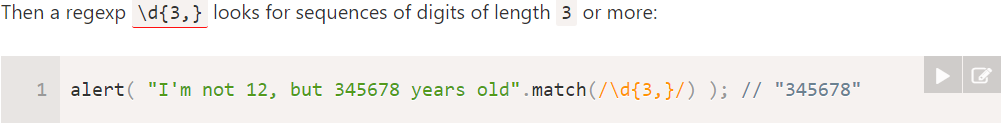 Then a regexp \d{3,} looks for sequences of digits of length 3 or more:
1 alert( "I'm not 12, but 345678 years old".match(/\d{3,}/) ); // "345678"